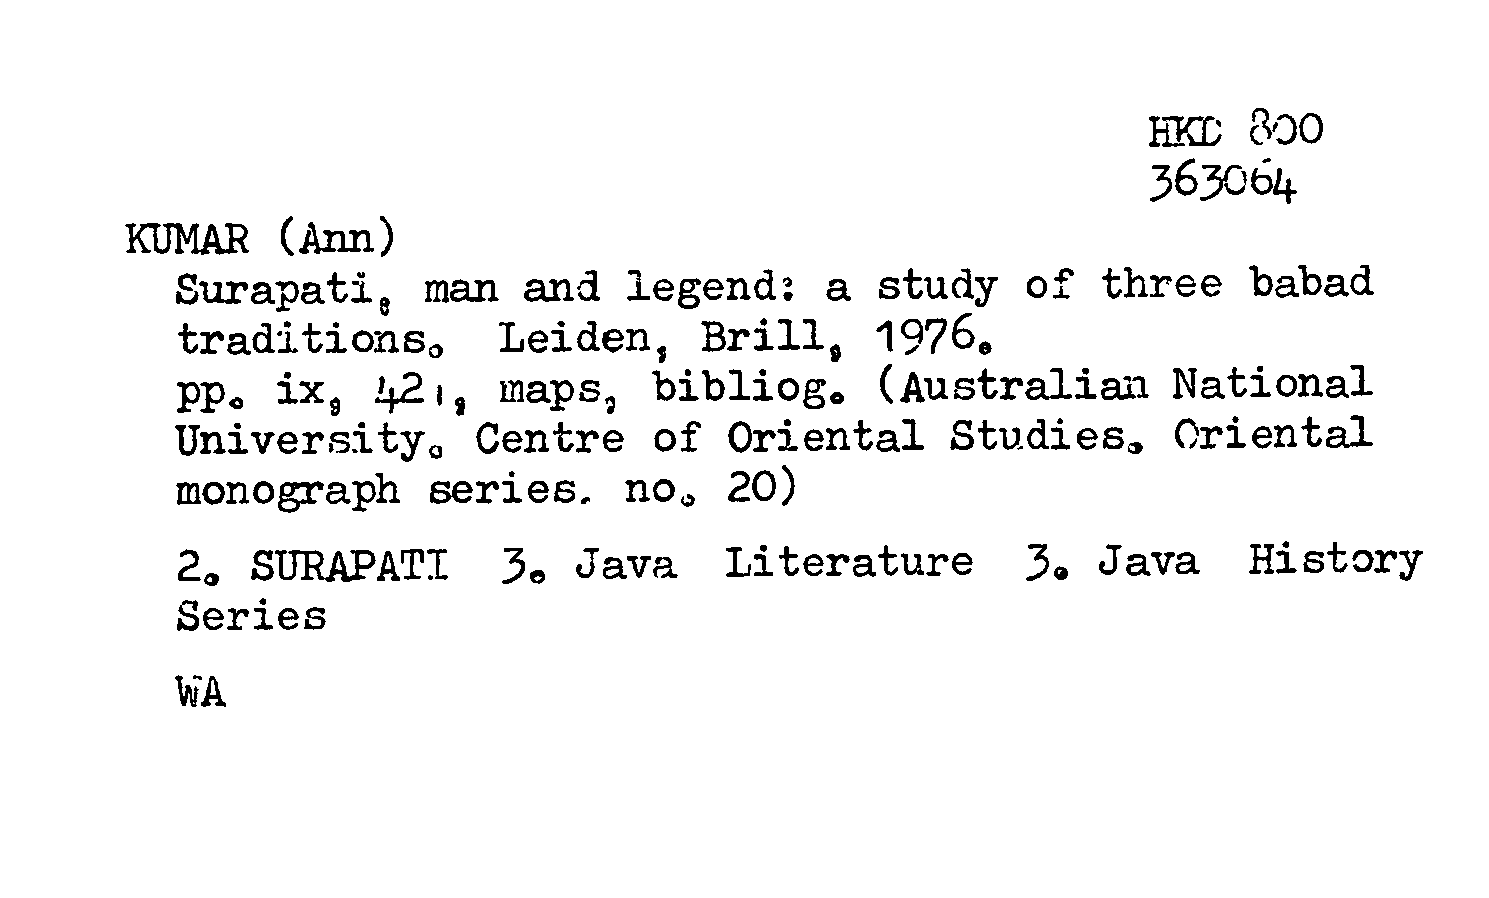 HKD 800
363064
KUMAR (Ann)
Surapati, man and legend: a study of three babad
traditions. Leiden, Brill, 1976.
pp. ix, 421, maps, bibliog. (Australian National
University. Centre of Oriental Studies. Oriental
monograph series. no. 20)
2. SURAPATI 3. Java Literature 3. Java History
Series
WA